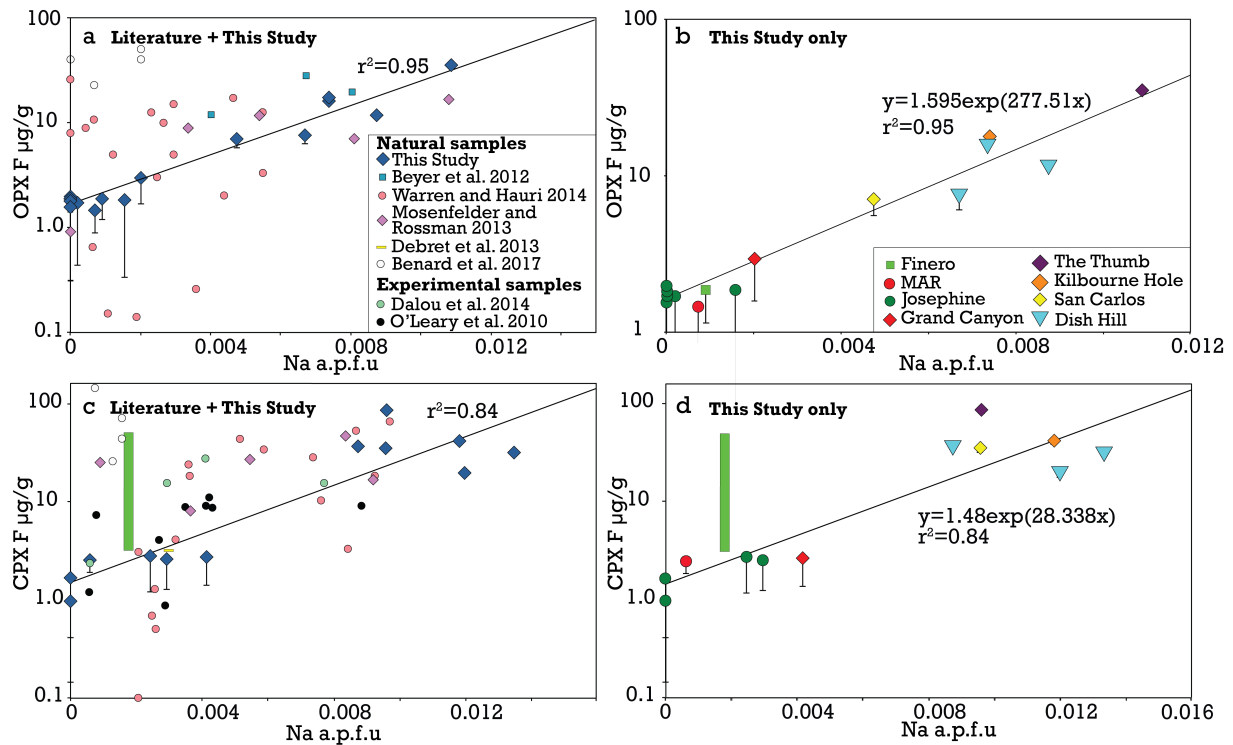 a Literature + This Study
r²=0.95
100
10
1.0
0.1
OPX F µg/g
0
0.004
0.008
0.012
Na a.p.f.u
Natural samples
This Study
Beyer et al. 2012
Warren and Hauri 2014
Mosenfelder and
Rossman 2013
Debret et al. 2013
Benard et al. 2017
Experimental samples
Dalou et al. 2014
O'Leary et al. 2010
b This Study only
y=1.595exp(277.51x)
r²=0.95
100
10
1
OPX F µg/g
0
0.004
0.008
0.012
Na a.p.f.u
Finero
MAR
Josephine
Grand Canyon
The Thumb
Kilbourne Hole
San Carlos
Dish Hill
c Literature + This Study
r²=0.84
100
10
1.0
0.1
CPX F µg/g
0
0.004
0.008
0.012
Na a.p.f.u
d This Study only
y=1.48exp(28.338x)
r²=0.84
100
10
1.0
0.1
CPX F µg/g
0
0.004
0.008
0.012
0.016
Na a.p.f.u